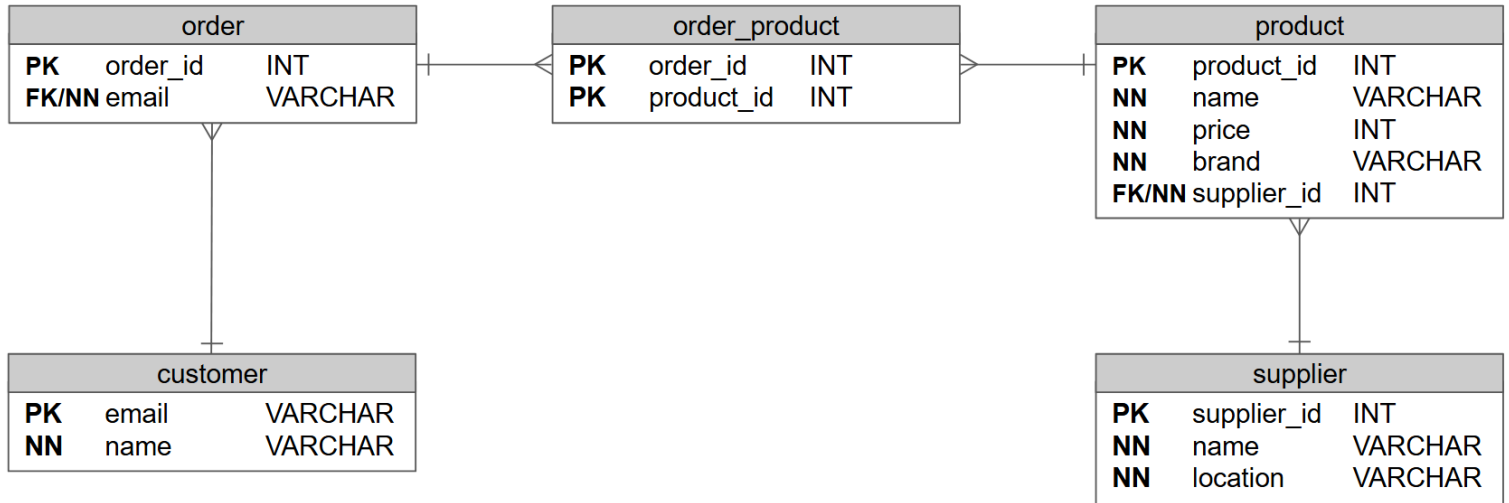 order
PK order_id INT
FK/NN email VARCHAR
order_product
PK order_id INT
PK product_id INT
product
PK product_id INT
NN name VARCHAR
NN price INT
NN brand VARCHAR
FK/NN supplier_id INT
customer
PK email VARCHAR
NN name VARCHAR
supplier
PK supplier_id INT
NN name VARCHAR
NN location VARCHAR